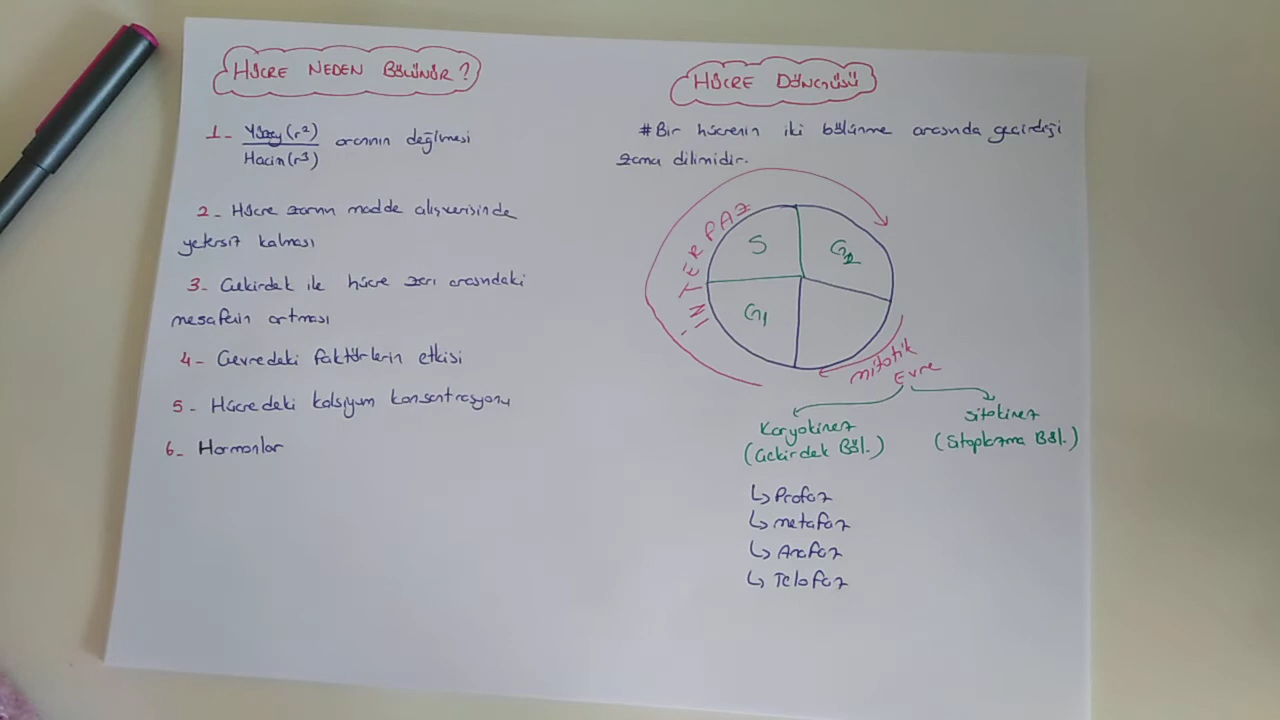 HÜCRE NEDEN BÖLÜNÜR?
1- Yüzey(r²)
Hacim(r³)
oranının değişmesi
2- Hücre zarının madde alışverişinde
yetersiz kalması
3- Çekirdek ile hücre zarı arasındaki
mesafenin artması
4- Çevredeki faktörlerin etkisi
5- Hücredeki kalsiyum konsentrasyonu
6- Hormonlar
HÜCRE DÖNGÜSÜ
#Bir hücrenin iki bölünme arasında geçirdiği
zama dilimidir.
İNTERFAZ
S
G2
G1
mitotik
Evre
Karyokinez
(Çekirdek Böl.)
Sitokinez
(Sitoplazma Böl.)
↳ Profaz
↳ metafaz
↳ Anafaz
↳ Telofaz